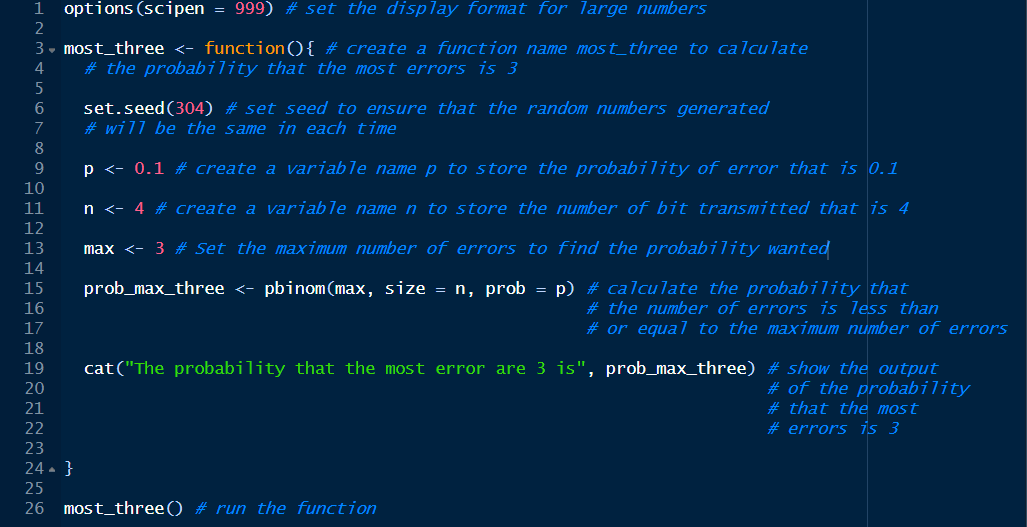 1 options(scipen = 999) # set the display format for large numbers
2
3 most_three <- function(){ # create a function name most_three to calculate
4 # the probability that the most errors is 3
5
6 set.seed(304) # set seed to ensure that the random numbers generated
7 # will be the same in each time
8
9 p <- 0.1 # create a variable name p to store the probability of error that is 0.1
10
11 n <- 4 # create a variable name n to store the number of bit transmitted that is 4
12
13 max <- 3 # Set the maximum number of errors to find the probability wanted
14
15 prob_max_three <- pbinom(max, size = n, prob = p) # calculate the probability that
16 # the number of errors is less than
17 # or equal to the maximum number of errors
18
19 cat("The probability that the most error are 3 is", prob_max_three) # show the output
20 # of the probability
21 # that the most
22 # errors is 3
23
24 }
25
26 most_three() # run the function